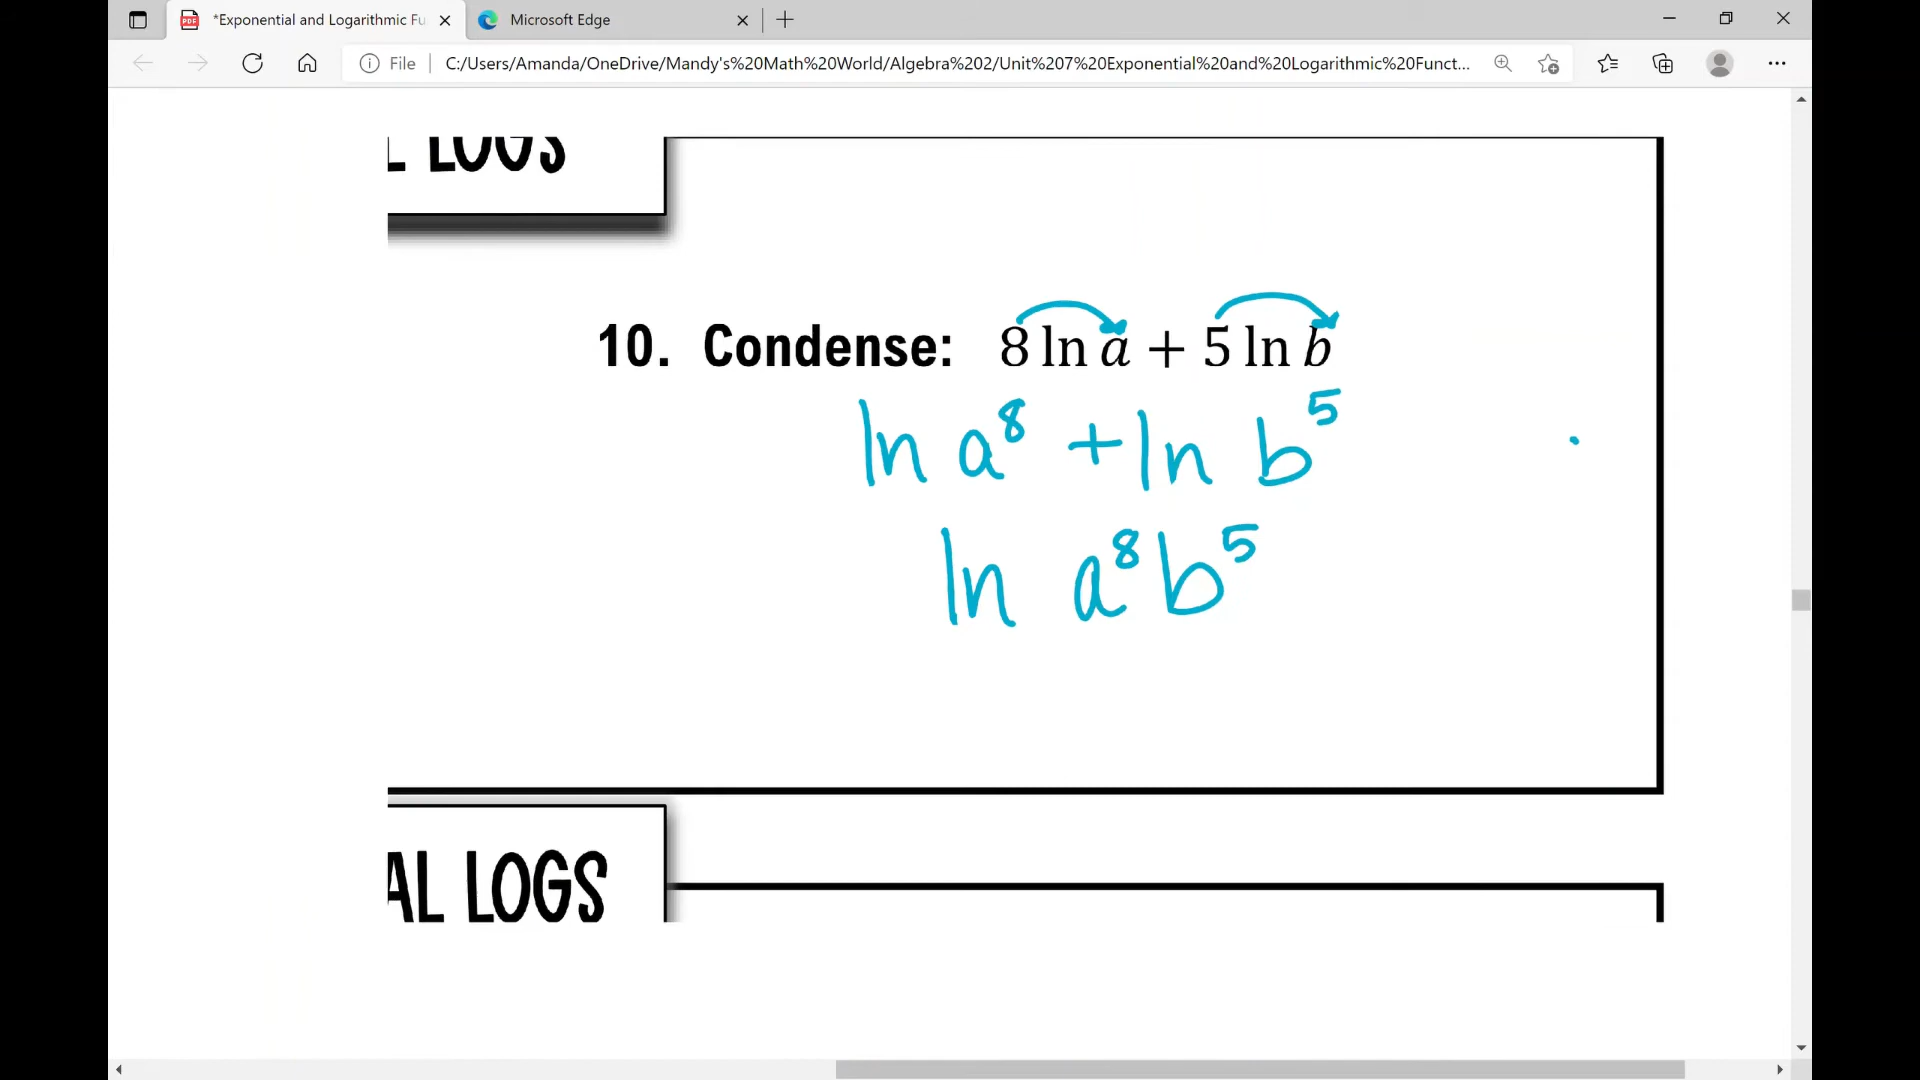 *Exponential and Logarithmic Fu
Microsoft Edge
File
C:/Users/Amanda/OneDrive/Mandy's%20Math%20World/Algebra%202/Unit%207%20Exponential%20and%20Logarithmic%20Funct...
L LOGS
10. Condense: 8 ln a + 5 ln b
ln a⁸ + ln b⁵
ln a⁸b⁵
AL LOGS